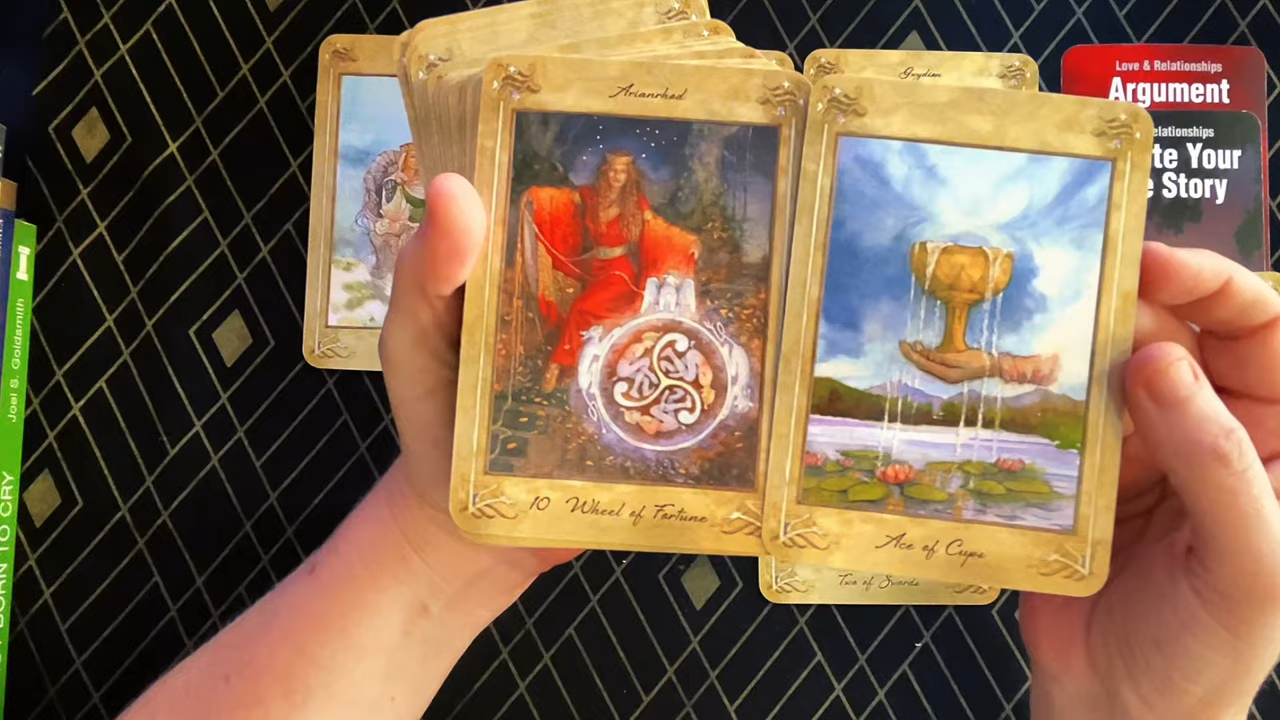 Arianrhod
10 Wheel of Fortune
Ace of Cups
Gwydion
Two of Swords
Love & Relationships
Argument
elationships
te Your
e Story
Joel S. Goldsmith
BORN TO CRY